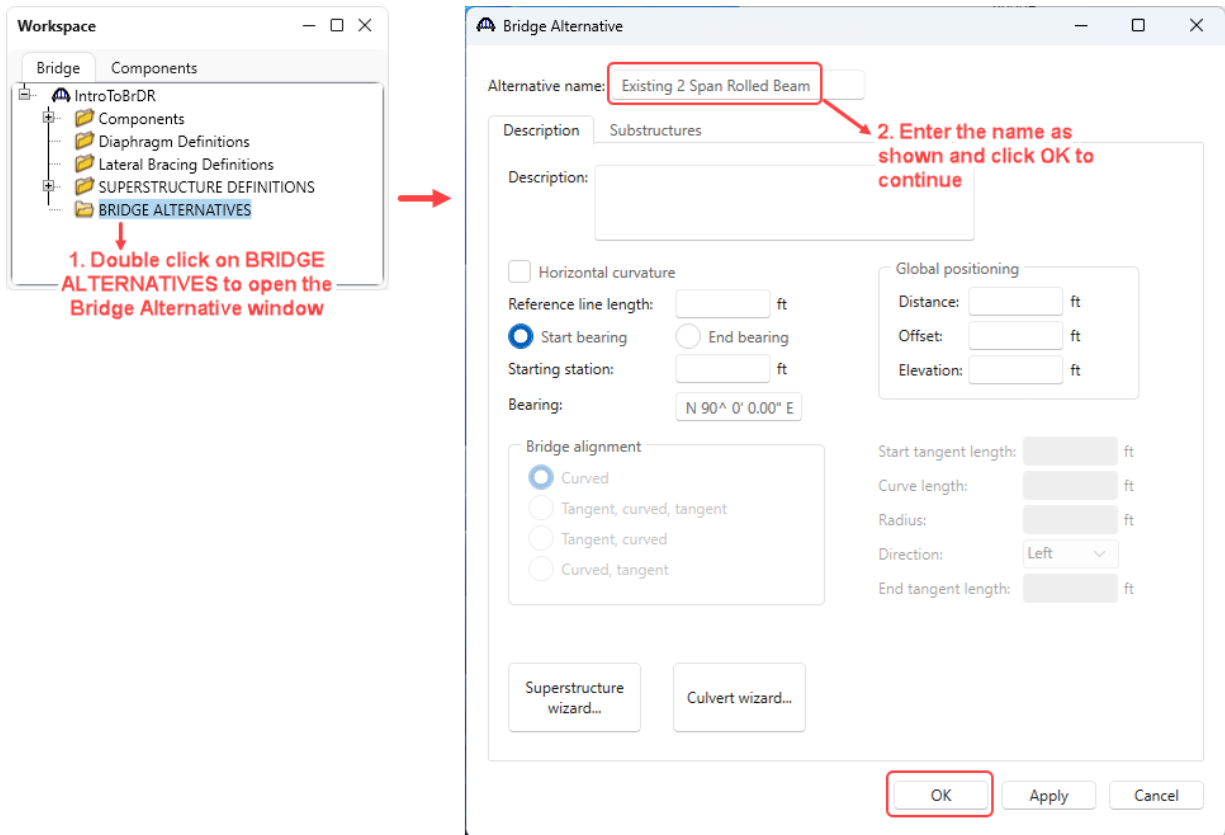 Workspace
Bridge Components
IntroToBrDR
Components
Diaphragm Definitions
Lateral Bracing Definitions
SUPERSTRUCTURE DEFINITIONS
BRIDGE ALTERNATIVES
1. Double click on BRIDGE
ALTERNATIVES to open the
Bridge Alternative window
Bridge Alternative
Alternative name: Existing 2 Span Rolled Beam
2. Enter the name as
shown and click OK to
continue
Description Substructures
Description:
Horizontal curvature
Reference line length: ft
Start bearing End bearing
Starting station: ft
Bearing: N 90^ 0' 0.00" E
Global positioning
Distance: ft
Offset: ft
Elevation: ft
Bridge alignment
Curved
Tangent, curved, tangent
Tangent, curved
Curved, tangent
Start tangent length: ft
Curve length: ft
Radius: ft
Direction: Left
End tangent length: ft
Superstructure
wizard...
Culvert wizard...
OK Apply Cancel